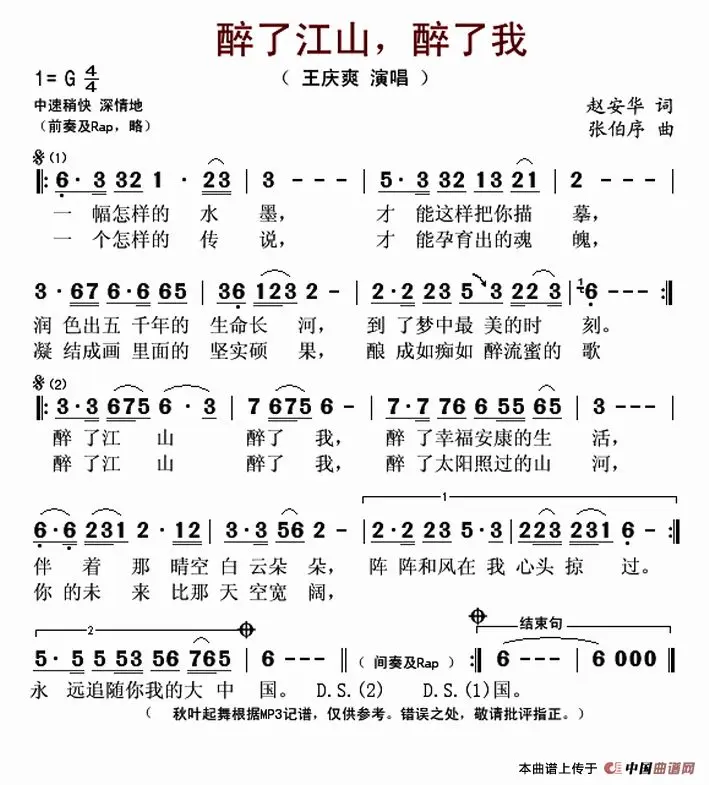 醉了江山，醉了我
1= G 4/4
（ 王庆爽 演唱 ）
中速稍快 深情地
（前奏及Rap，略）
赵安华 词
张伯序 曲
𝄋 (1)
‖: 6 · 3 32 1 · 23 | 3 - - - | 5 · 3 32 13 21 | 2 - - - |
一 幅怎样的 水 墨， 才 能这样把你描 摹，
一 个怎样的 传 说， 才 能孕育出的魂 魄，
3 · 67 6·6 65 | 36 123 2 - | 2·2 23 5 3 22 3 | 1 6 - - :‖
润 色出五 千年的 生命长 河， 到 了梦中最 美的时 刻。
凝 结成画 里面的 坚实硕 果， 酿 成如痴如 醉流蜜的 歌
𝄋 (2)
‖: 3·3 675 6 · 3 | 7 675 6 - | 7·7 76 6 55 65 | 3 - - - |
醉 了江 山 醉了 我， 醉 了幸福安康的生 活，
醉 了江 山 醉了 我， 醉 了太阳照过的山 河，
1
6·6 231 2 · 12 | 3·3 56 2 - | 2·2 23 5·3 | 223 231 6 - :‖
伴 着 那 晴空 白 云朵 朵， 阵 阵和风在 我 心头 掠 过。
你 的未 来 比那 天 空宽 阔，
2 结束句
5· 5 5 53 56 765 | 6 - - - ‖ （ 间奏及Rap ）:‖ 6 - - - | 6 000 ‖
永 远追随你我的大 中 国。 D.S.(2) D.S.(1)国。
（ 秋叶起舞根据MP3记谱，仅供参考。错误之处，敬请批评指正。）
本曲谱上传于 中国曲谱网